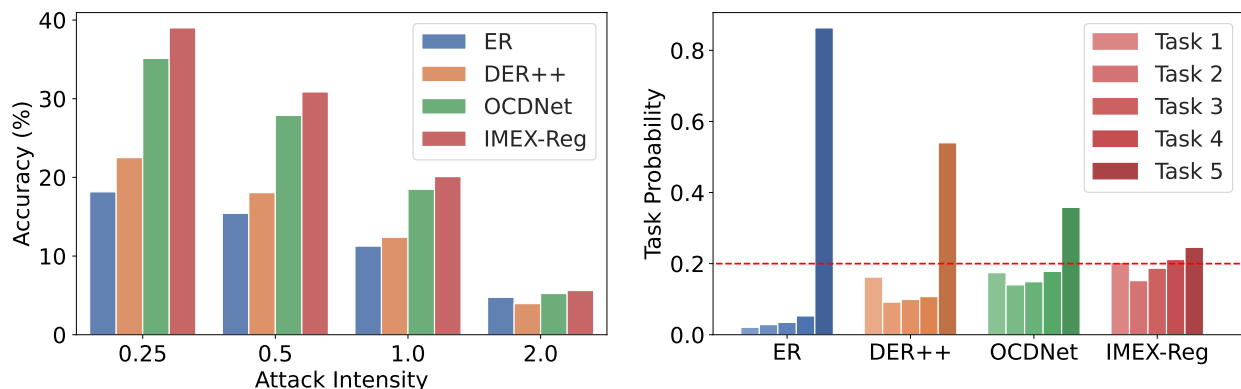 40
30
20
10
0
Accuracy (%)
ER
DER++
OCDNet
IMEX-Reg
0.25 0.5 1.0 2.0
Attack Intensity
0.8
0.6
0.4
0.2
0.0
Task Probability
Task 1
Task 2
Task 3
Task 4
Task 5
ER DER++ OCDNet IMEX-Reg